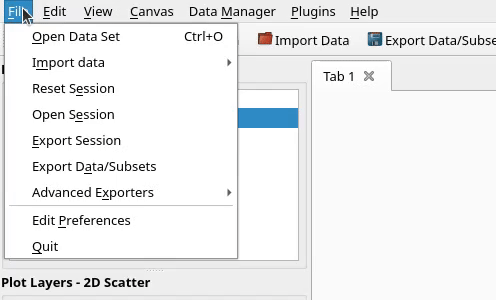 File Edit View Canvas Data Manager Plugins Help
Import Data Export Data/Subse
Open Data Set Ctrl+O
Import data
Reset Session
Open Session
Export Session
Export Data/Subsets
Advanced Exporters
Edit Preferences
Quit
Tab 1
Plot Layers - 2D Scatter